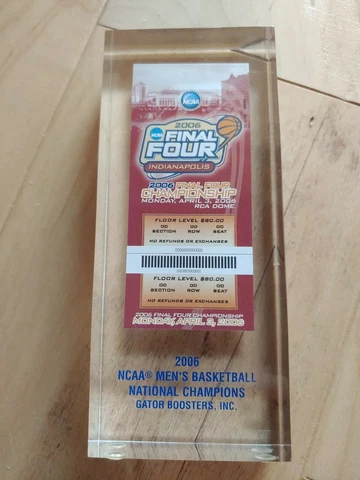 NCAA
NCAA
2006
FINAL
FOUR
INDIANAPOLIS
2006 FINAL FOUR
CHAMPIONSHIP
MONDAY, APRIL 3, 2006
RCA DOME
FLOOR LEVEL $80.00
00 00 00
SECTION ROW SEAT
NO REFUNDS OR EXCHANGES
FLOOR LEVEL $80.00
00 00 00
SECTION ROW SEAT
NO REFUNDS OR EXCHANGES
2006 FINAL FOUR CHAMPIONSHIP
MONDAY, APRIL 3, 2006
2006
NCAA® MEN'S BASKETBALL
NATIONAL CHAMPIONS
GATOR BOOSTERS, INC.